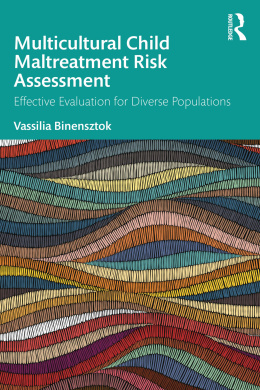 Multicultural Child
Maltreatment Risk
Assessment
Effective Evaluation for Diverse Populations
Vassilia Binensztok
ROUTLEDGE